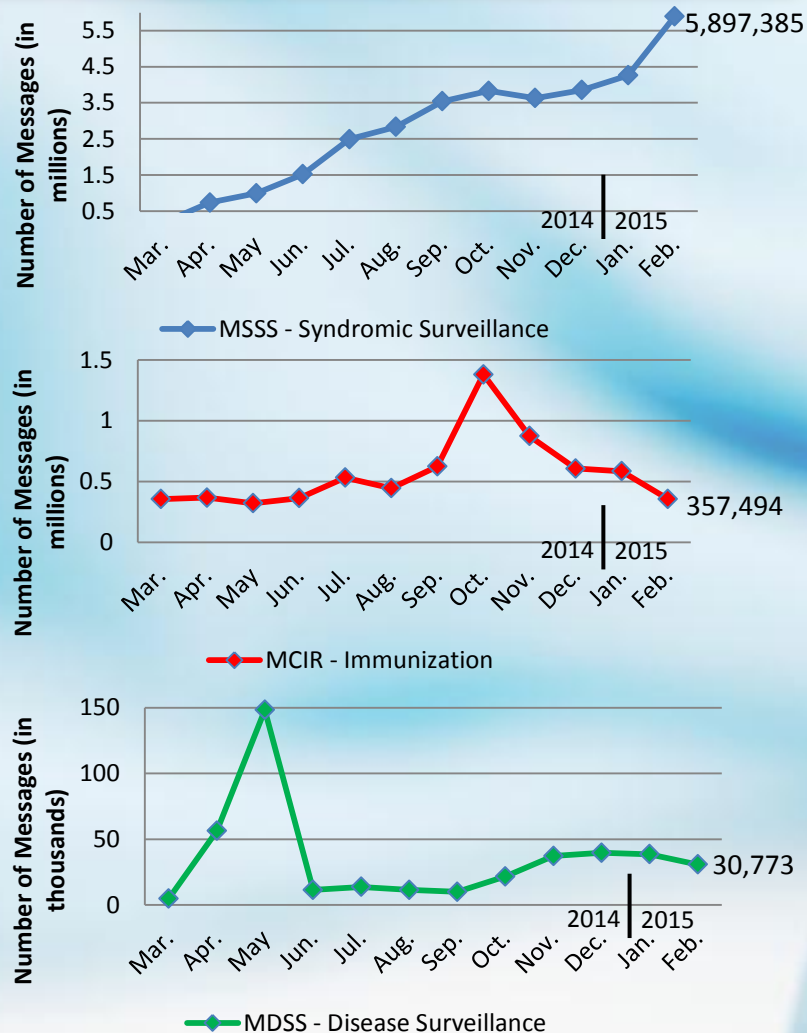 Number of Messages (in
millions)
5.5
4.5
3.5
2.5
1.5
0.5
5,897,385
2014 2015
Mar. Apr. May Jun. Jul. Aug. Sep. Oct. Nov. Dec. Jan. Feb.
MSSS - Syndromic Surveillance
Number of Messages (in
millions)
1.5
1
0.5
0
357,494
2014 2015
Mar. Apr. May Jun. Jul. Aug. Sep. Oct. Nov. Dec. Jan. Feb.
MCIR - Immunization
Number of Messages (in
thousands)
150
100
50
0
30,773
2014 2015
Mar. Apr. May Jun. Jul. Aug. Sep. Oct. Nov. Dec. Jan. Feb.
MDSS - Disease Surveillance